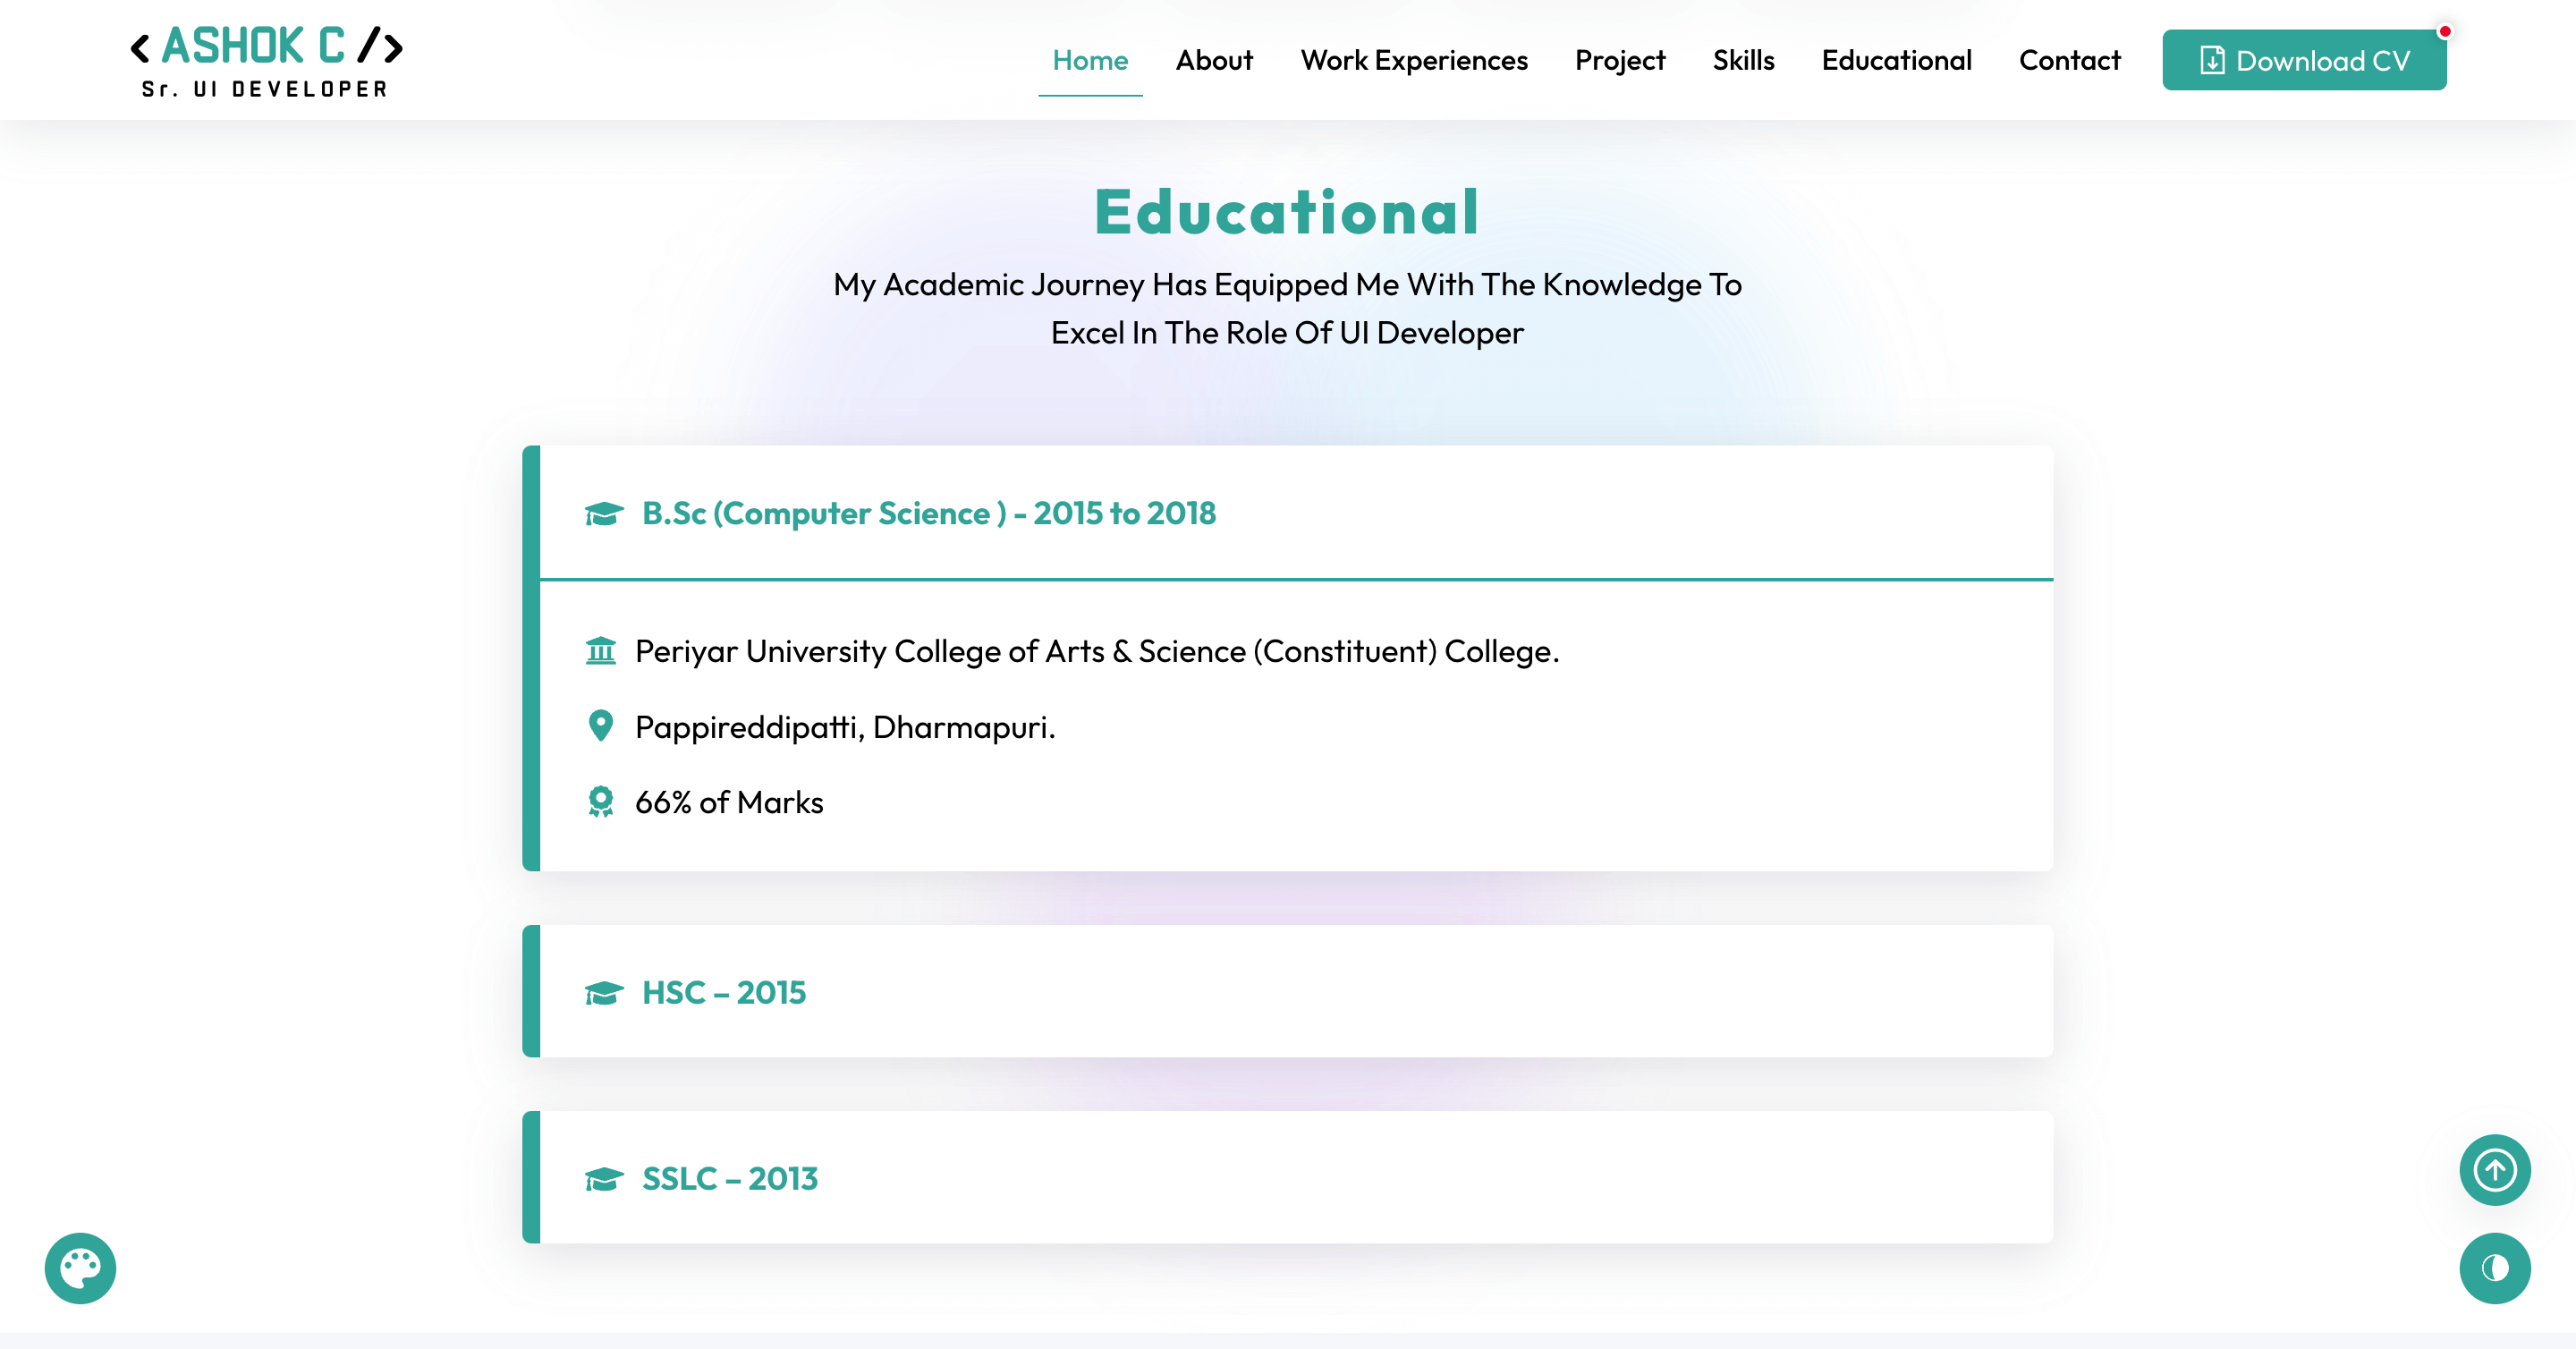 < ASHOK C />
Sr. UI DEVELOPER
Home
About
Work Experiences
Project
Skills
Educational
Contact
Download CV
Educational
My Academic Journey Has Equipped Me With The Knowledge To
Excel In The Role Of UI Developer
B.Sc (Computer Science ) - 2015 to 2018
Periyar University College of Arts & Science (Constituent) College.
Pappireddipatti, Dharmapuri.
66% of Marks
HSC – 2015
SSLC – 2013